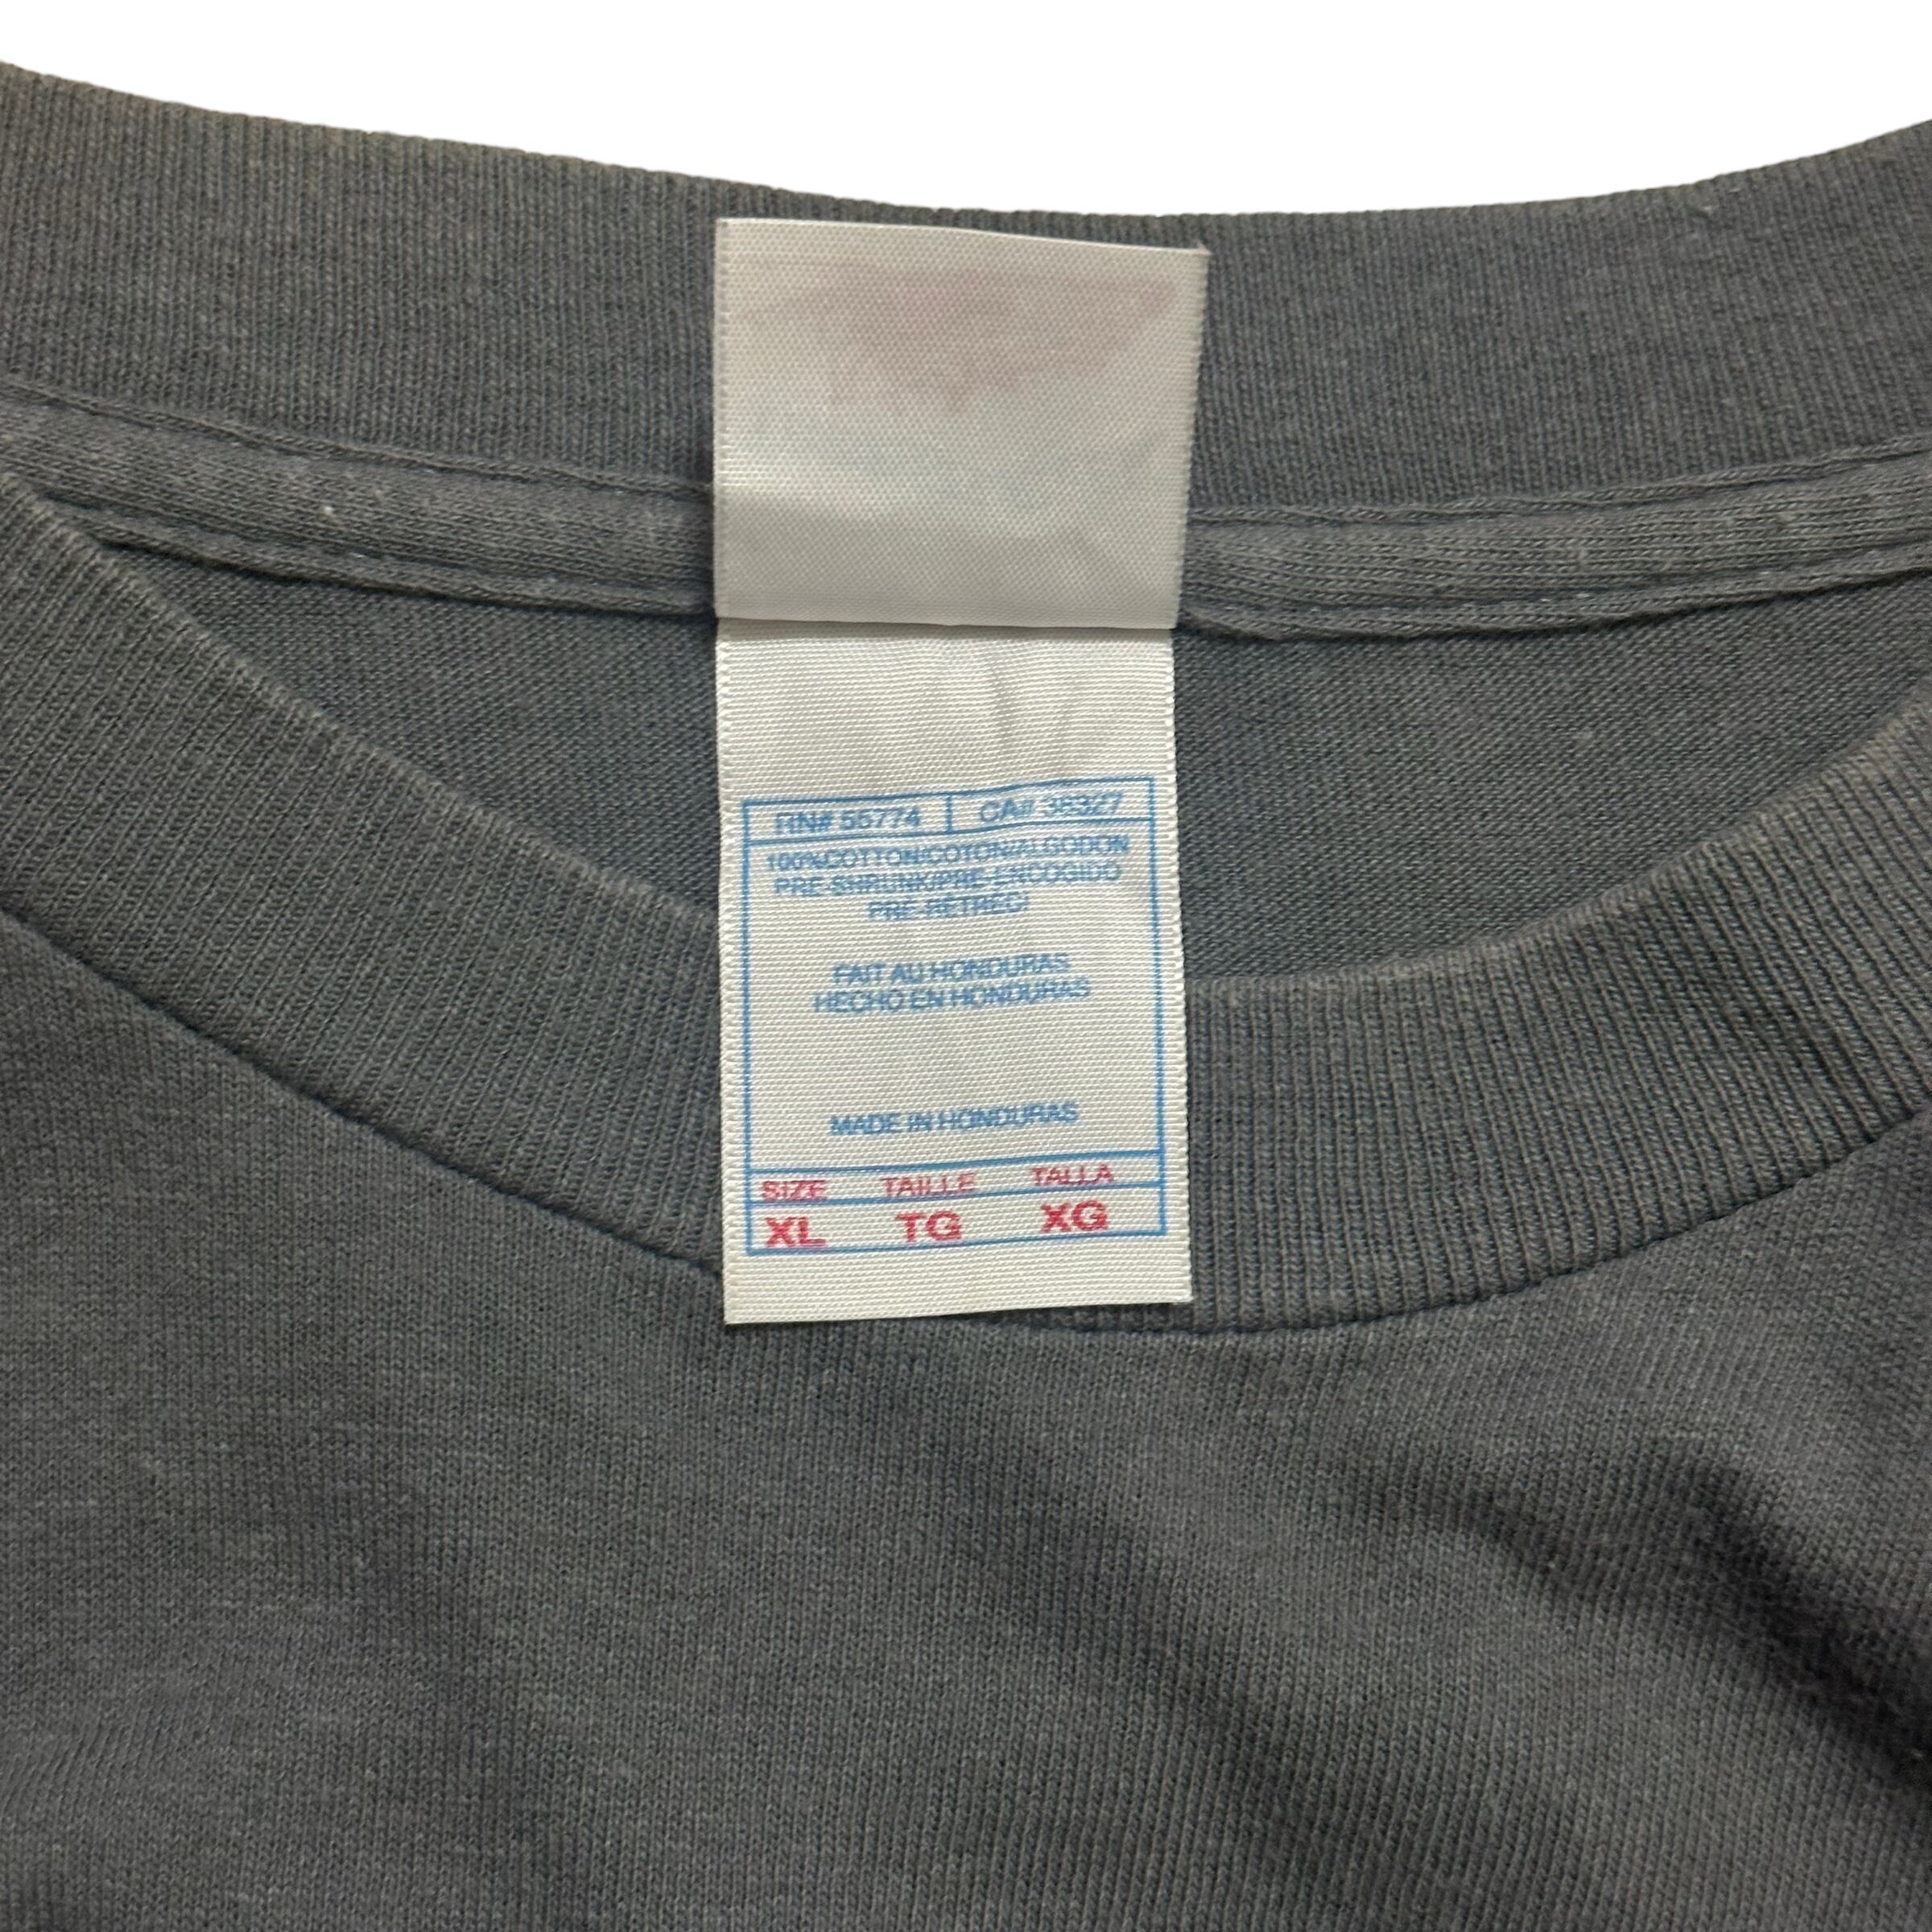 RN# 55774 CA# 38327
100%COTTON/COTON/ALGODON
PRE-SHRUNK/PRE-ENCOGIDO
PRE-RETRECI
FAIT AU HONDURAS
HECHO EN HONDURAS
MADE IN HONDURAS
SIZE TAILLE TALLA
XL TG XG